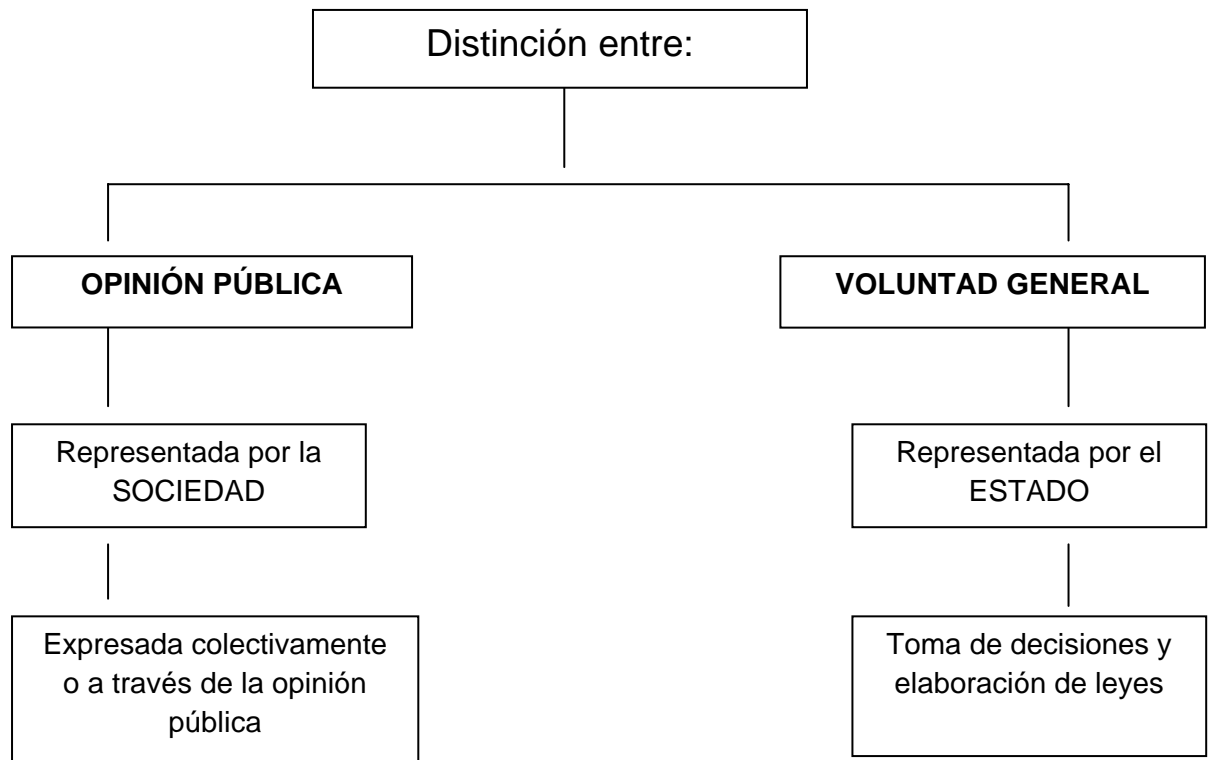 Distinción entre:
OPINIÓN PÚBLICA
VOLUNTAD GENERAL
Representada por la
SOCIEDAD
Representada por el
ESTADO
Expresada colectivamente
o a través de la opinión
pública
Toma de decisiones y
elaboración de leyes